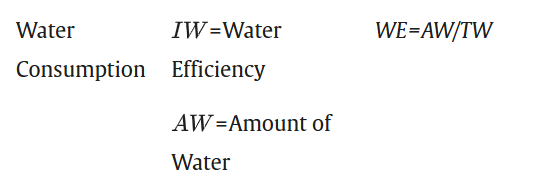 Water IW=Water WE=AW/TW
Consumption Efficiency
AW=Amount of
Water